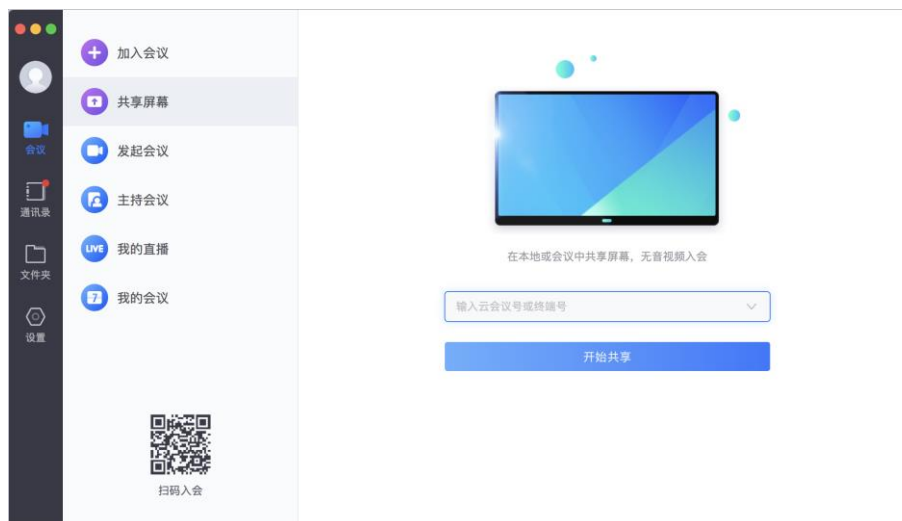 会议
通讯录
文件夹
设置
加入会议
共享屏幕
发起会议
主持会议
LIVE
我的直播
7
我的会议
扫码入会
在本地或会议中共享屏幕，无音视频入会
输入云会议号或终端号
开始共享